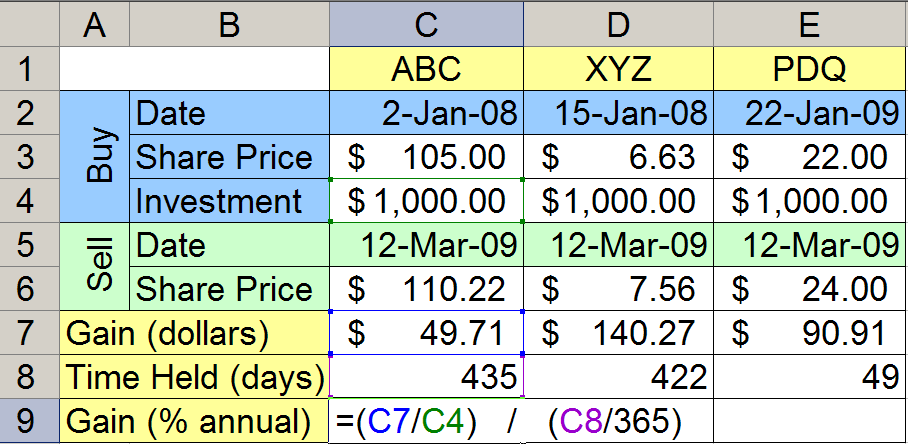 A B C D E
1 ABC XYZ PDQ
2 Buy Date 2-Jan-08 15-Jan-08 22-Jan-09
3 Share Price $ 105.00 $ 6.63 $ 22.00
4 Investment $ 1,000.00 $1,000.00 $1,000.00
5 Sell Date 12-Mar-09 12-Mar-09 12-Mar-09
6 Share Price $ 110.22 $ 7.56 $ 24.00
7 Gain (dollars) $ 49.71 $ 140.27 $ 90.91
8 Time Held (days) 435 422 49
9 Gain (% annual) =(C7/C4) / (C8/365)